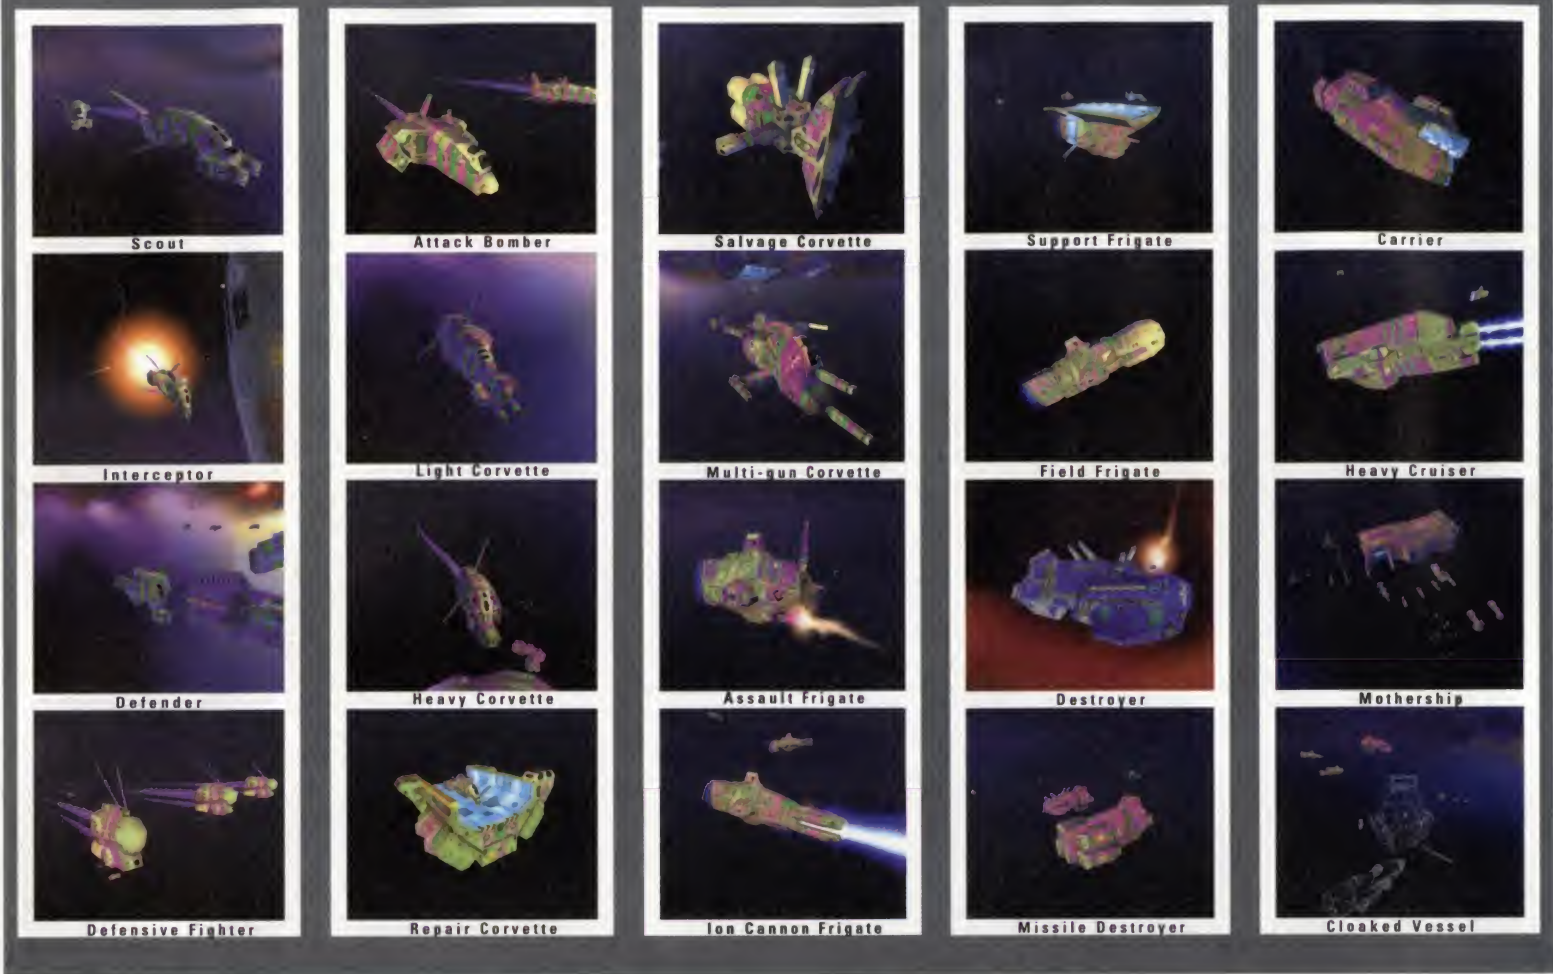 Scout
Attack Bomber
Salvage Corvette
Support Frigate
Carrier
Interceptor
Light Corvette
Multi-gun Corvette
Field Frigate
Heavy Cruiser
Defender
Heavy Corvette
Assault Frigate
Destroyer
Mothership
Defensive Fighter
Repair Corvette
Ion Cannon Frigate
Missile Destroyer
Cloaked Vessel